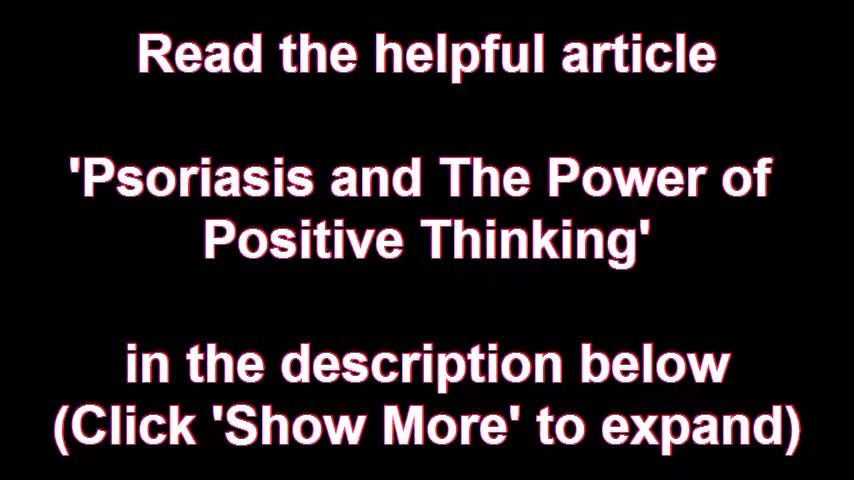 Read the helpful article
'Psoriasis and The Power of
Positive Thinking'
in the description below
(Click 'Show More' to expand)